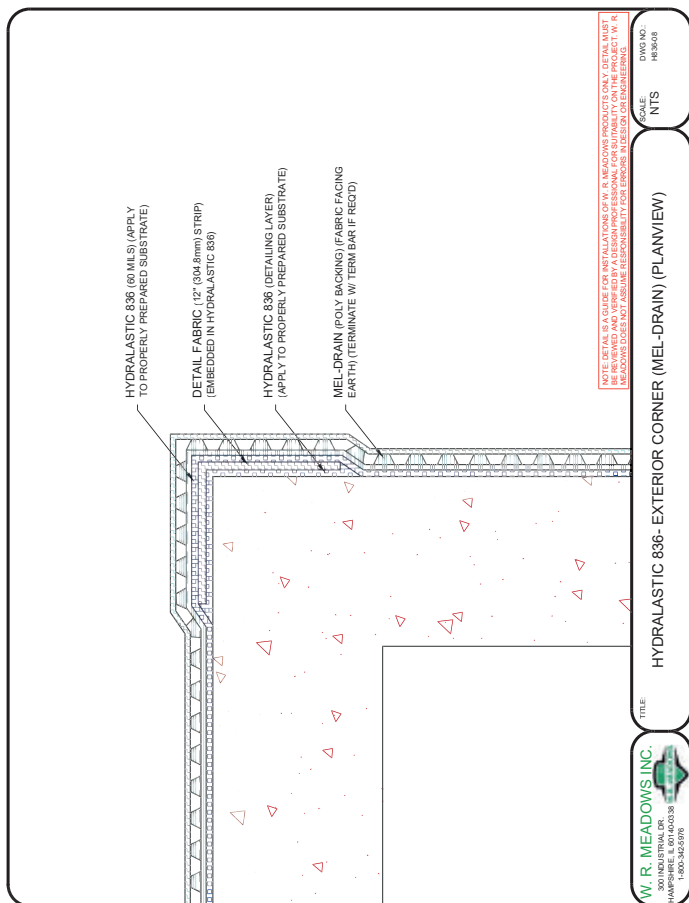 HYDRALASTIC 836 (60 MILS) (APPLY
TO PROPERLY PREPARED SUBSTRATE)
DETAIL FABRIC (12" (304.8mm) STRIP)
(EMBEDDED IN HYDRALASTIC 836)
HYDRALASTIC 836 (DETAILING LAYER)
(APPLY TO PROPERLY PREPARED SUBSTRATE)
MEL-DRAIN (POLY BACKING) (FABRIC FACING
EARTH) (TERMINATE W/ TERM BAR IF REQ'D)
NOTE: DETAIL IS A GUIDE FOR INSTALLATIONS OF W. R. MEADOWS PRODUCTS ONLY. DETAIL MUST
BE REVIEWED AND VERIFIED BY A DESIGN PROFESSIONAL FOR SUITABILITY ON THE PROJECT. W. R.
MEADOWS DOES NOT ASSUME RESPONSIBILITY FOR ERRORS IN DESIGN OR ENGINEERING.
W. R. MEADOWS INC.
300 INDUSTRIAL DR.
HAMPSHIRE, IL 60140-0338
1-800-342-5976
W. R. MEADOWS
TITLE:
HYDRALASTIC 836- EXTERIOR CORNER (MEL-DRAIN) (PLANVIEW)
SCALE:
NTS
DWG NO.:
H836-08